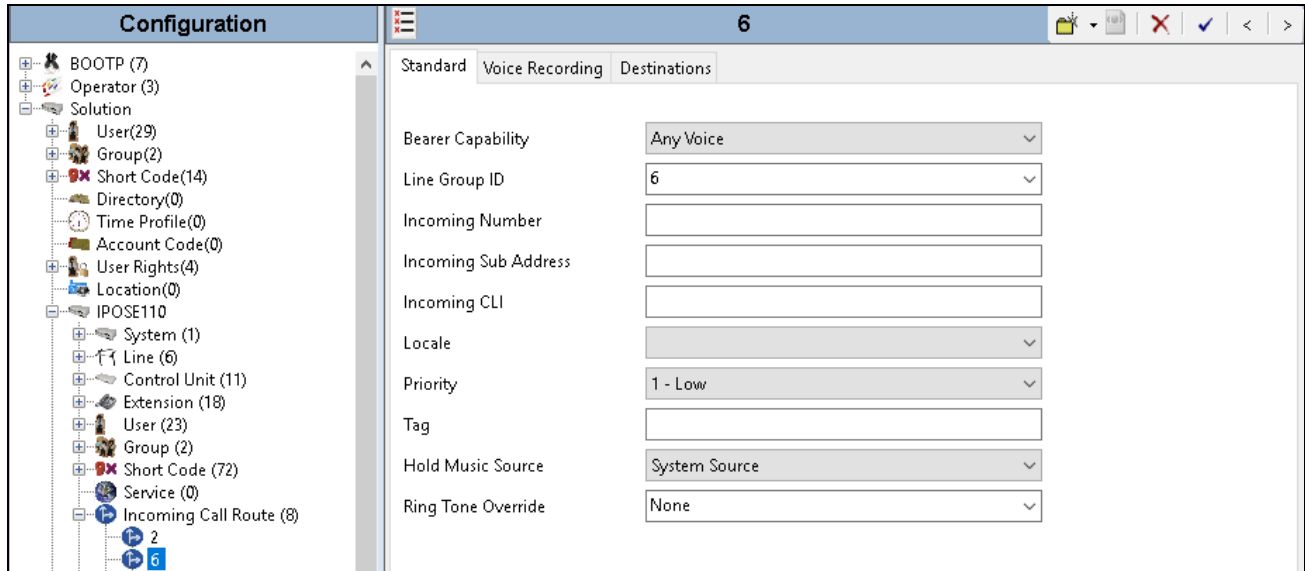 Configuration
BOOTP (7)
Operator (3)
Solution
User(29)
Group(2)
Short Code(14)
Directory(0)
Time Profile(0)
Account Code(0)
User Rights(4)
Location(0)
IPOSE110
System (1)
Line (6)
Control Unit (11)
Extension (18)
User (23)
Group (2)
Short Code (72)
Service (0)
Incoming Call Route (8)
2
6
6
Standard Voice Recording Destinations
Bearer Capability Any Voice
Line Group ID 6
Incoming Number
Incoming Sub Address
Incoming CLI
Locale
Priority 1 - Low
Tag
Hold Music Source System Source
Ring Tone Override None